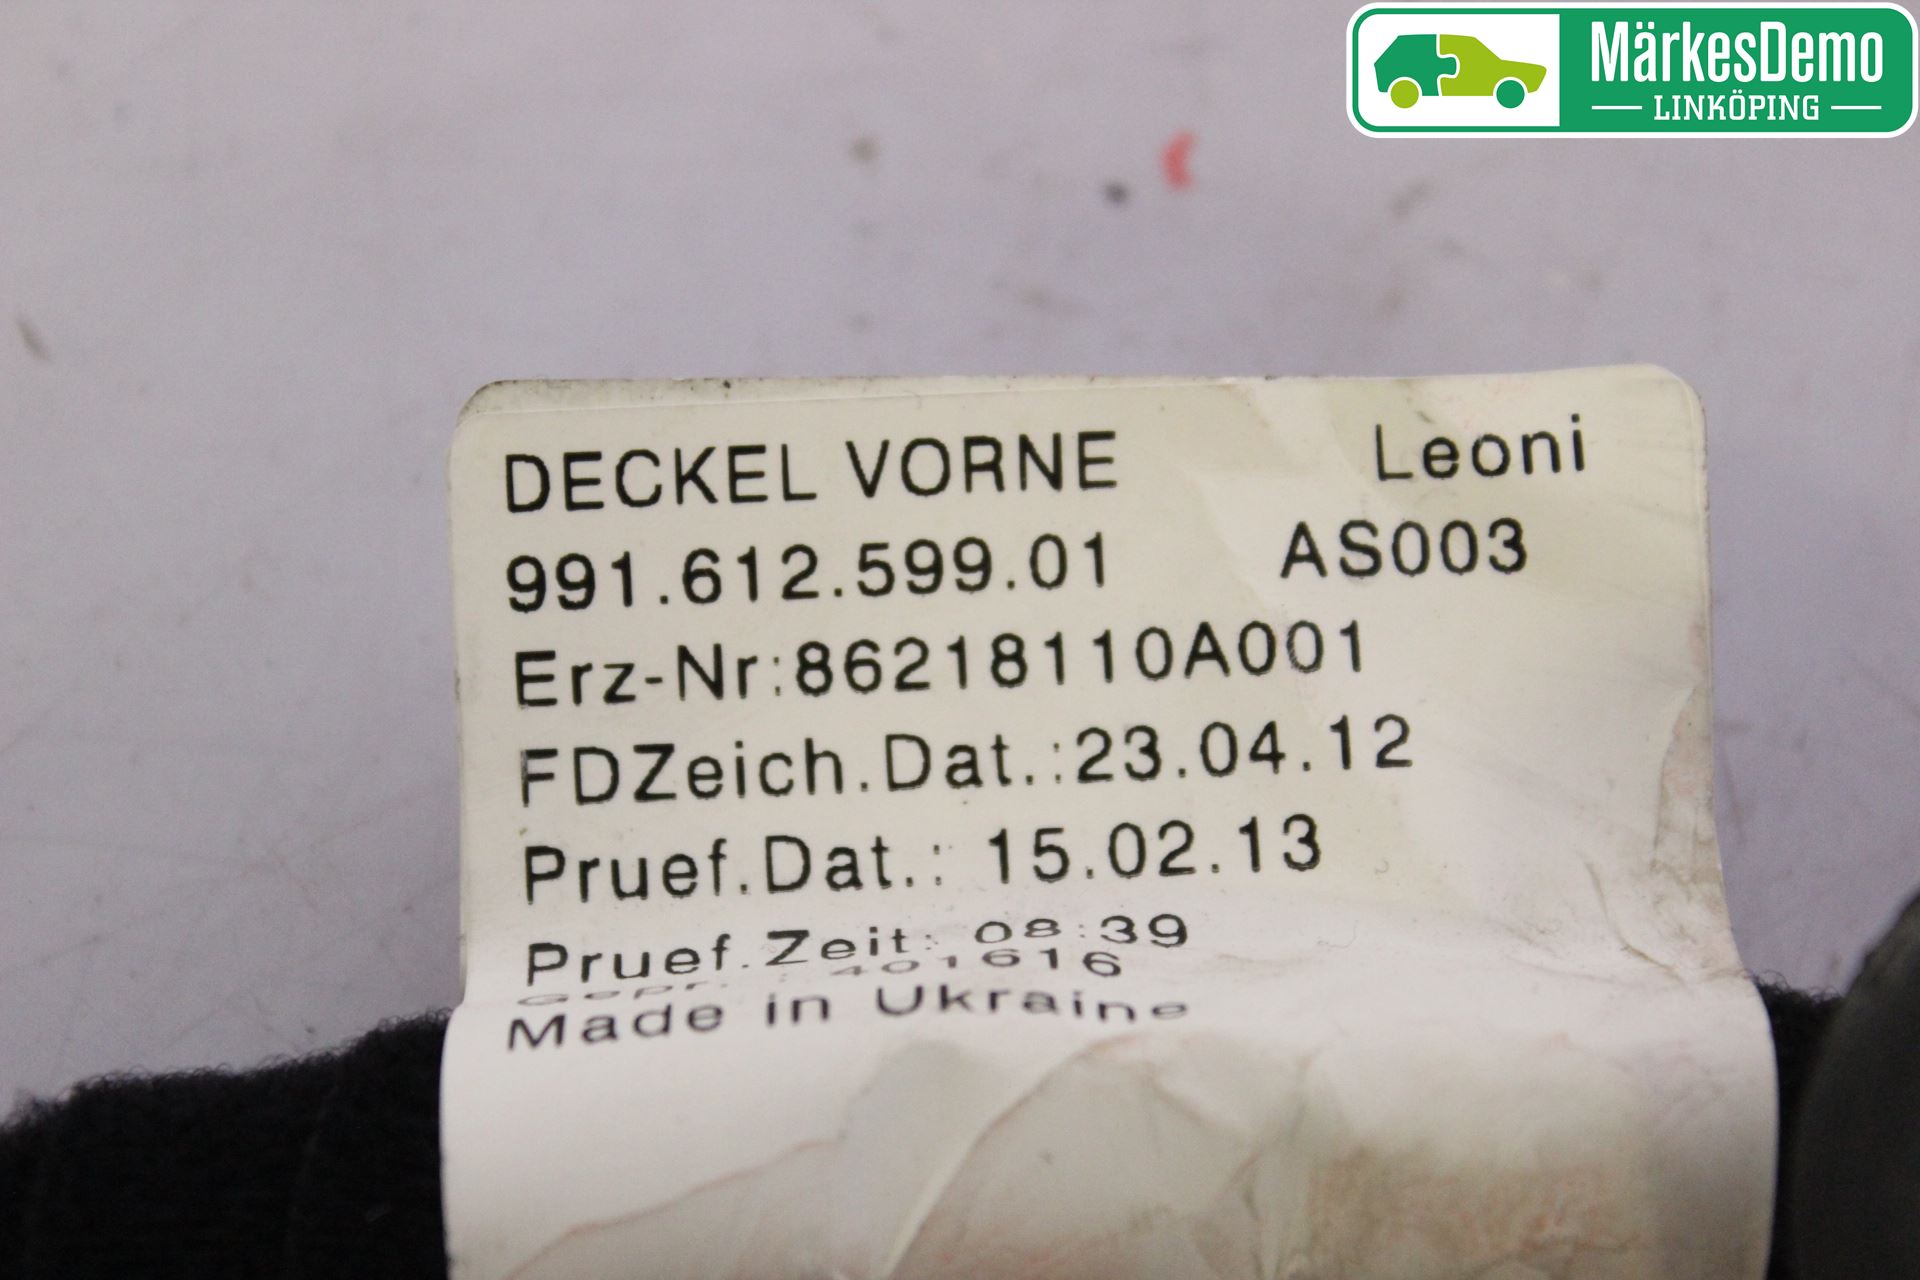 MärkesDemo
LINKÖPING
DECKEL VORNE Leoni
991.612.599.01 AS003
Erz-Nr:86218110A001
FDZeich.Dat.:23.04.12
Pruef.Dat.: 15.02.13
Pruef.Zeit: 08:39
Gepr.: 401616
Made in Ukraine